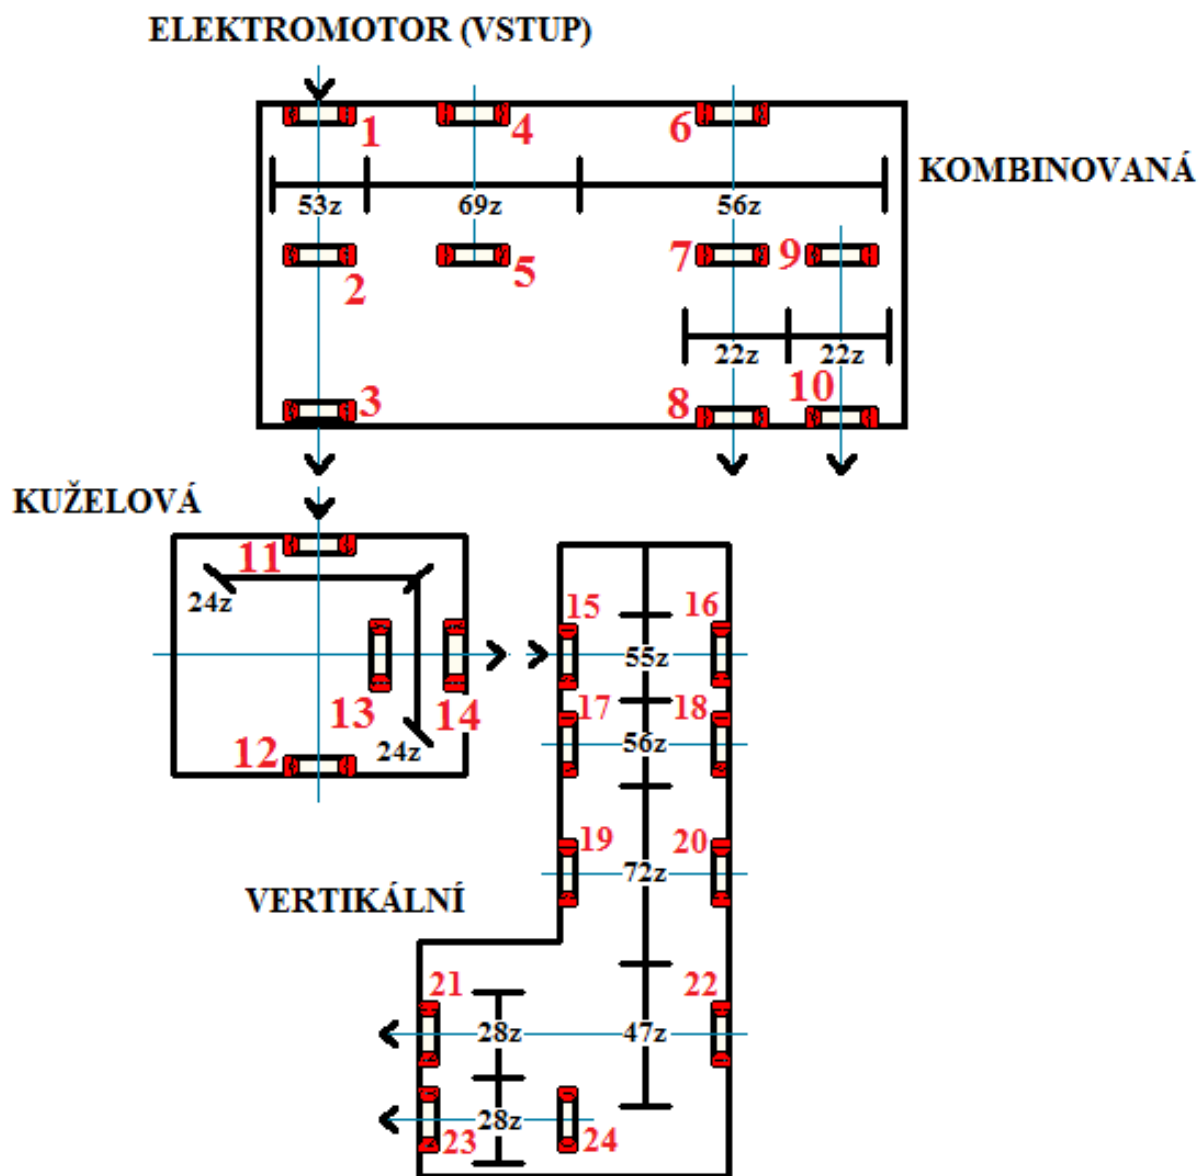 ELEKTROMOTOR (VSTUP)
1
4
6
KOMBINOVANÁ
53z
69z
56z
2
5
7
9
22z
22z
3
8
10
KUŽELOVÁ
11
24z
13
14
24z
12
15
16
55z
17
18
56z
19
20
72z
VERTIKÁLNÍ
21
22
28z
47z
28z
23
24